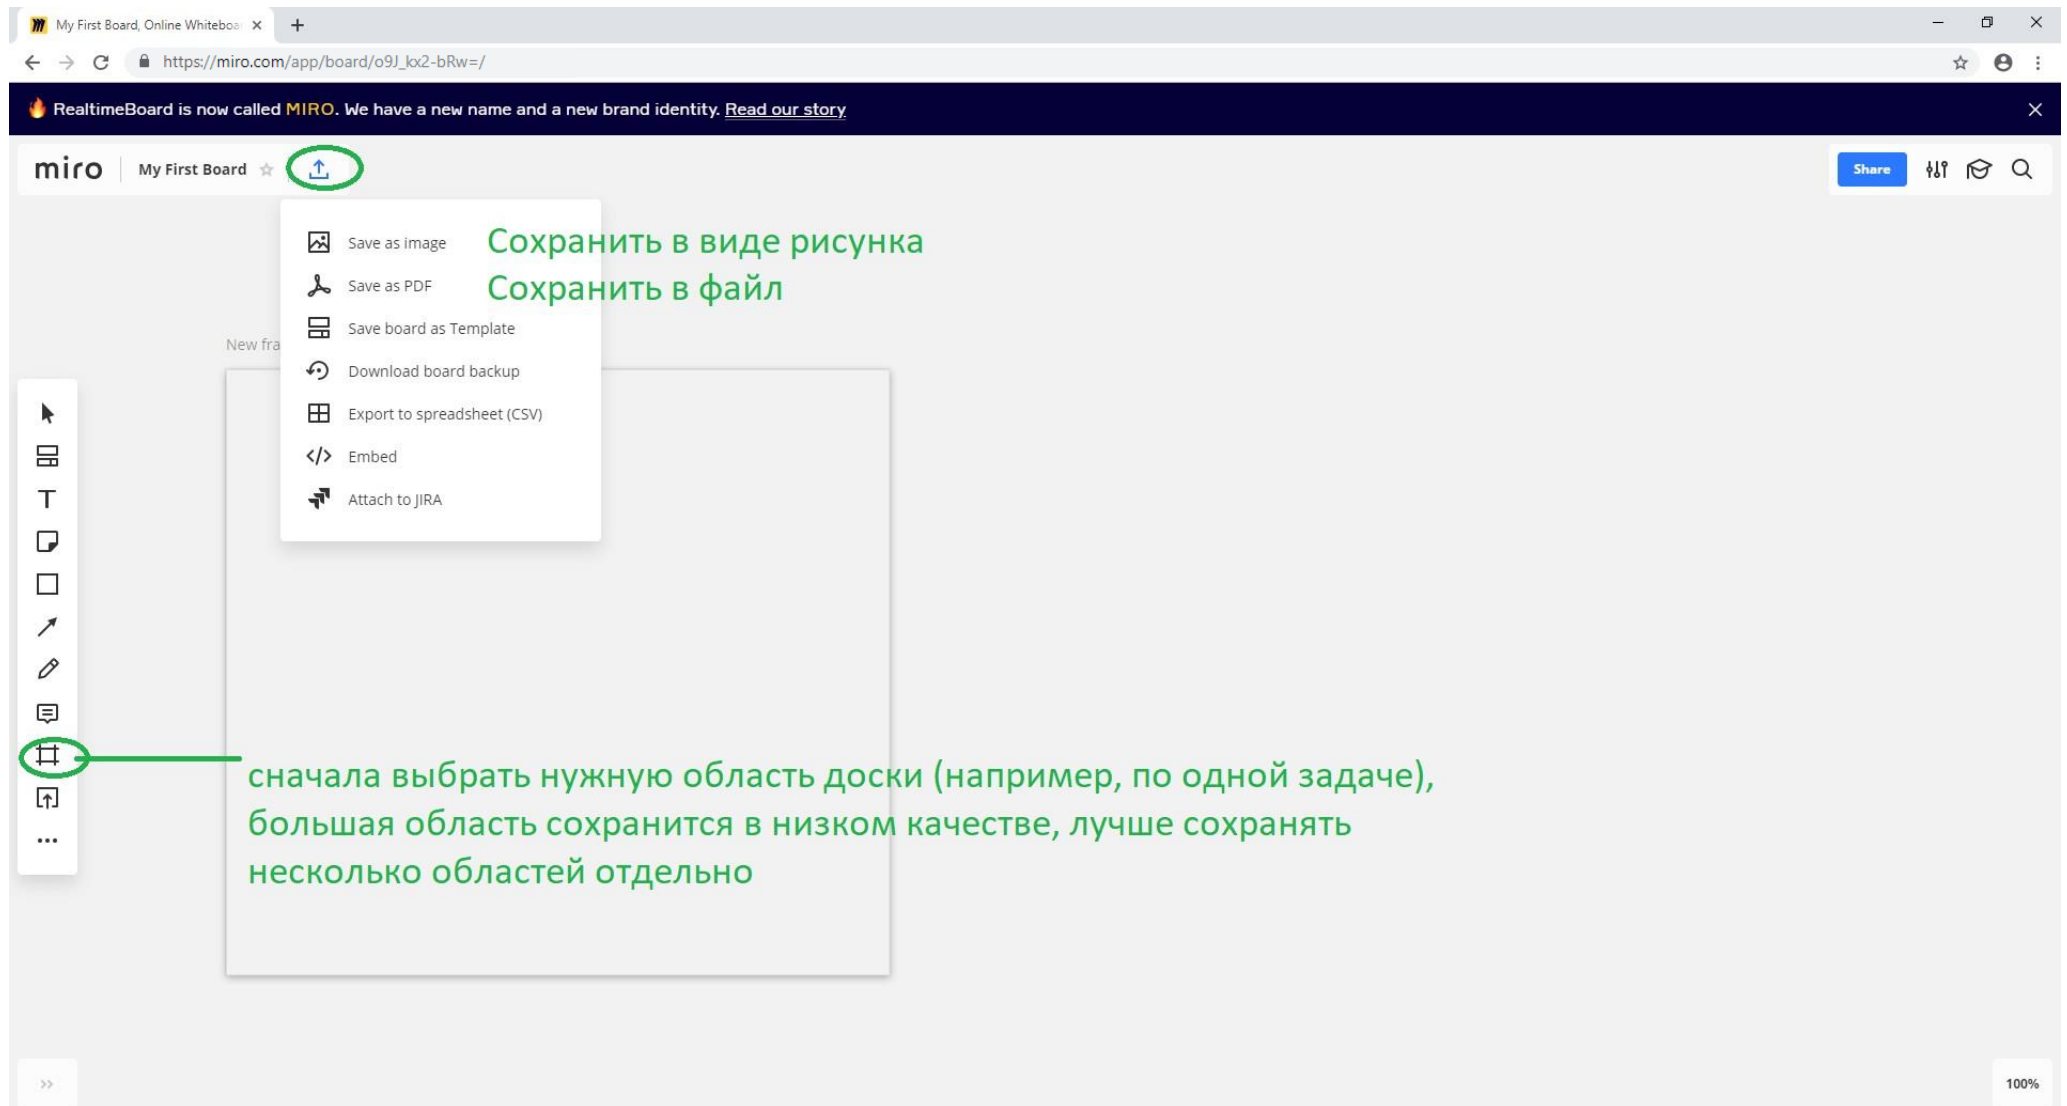 My First Board, Online Whiteboa
https://miro.com/app/board/o9J_kx2-bRw=/
RealtimeBoard is now called MIRO. We have a new name and a new brand identity. Read our story
miro My First Board Share
Save as image Сохранить в виде рисунка
Save as PDF Сохранить в файл
Save board as Template
New fra
Download board backup
Export to spreadsheet (CSV)
Embed
Attach to JIRA
сначала выбрать нужную область доски (например, по одной задаче),
большая область сохранится в низком качестве, лучше сохранять
несколько областей отдельно
100%